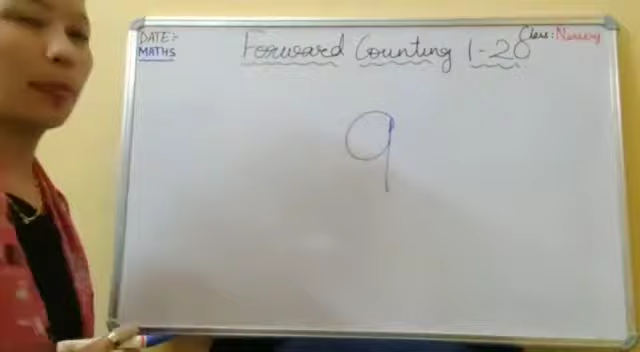 DATE:-
MATHS
Forward Counting 1-20
Class: Nursery
9